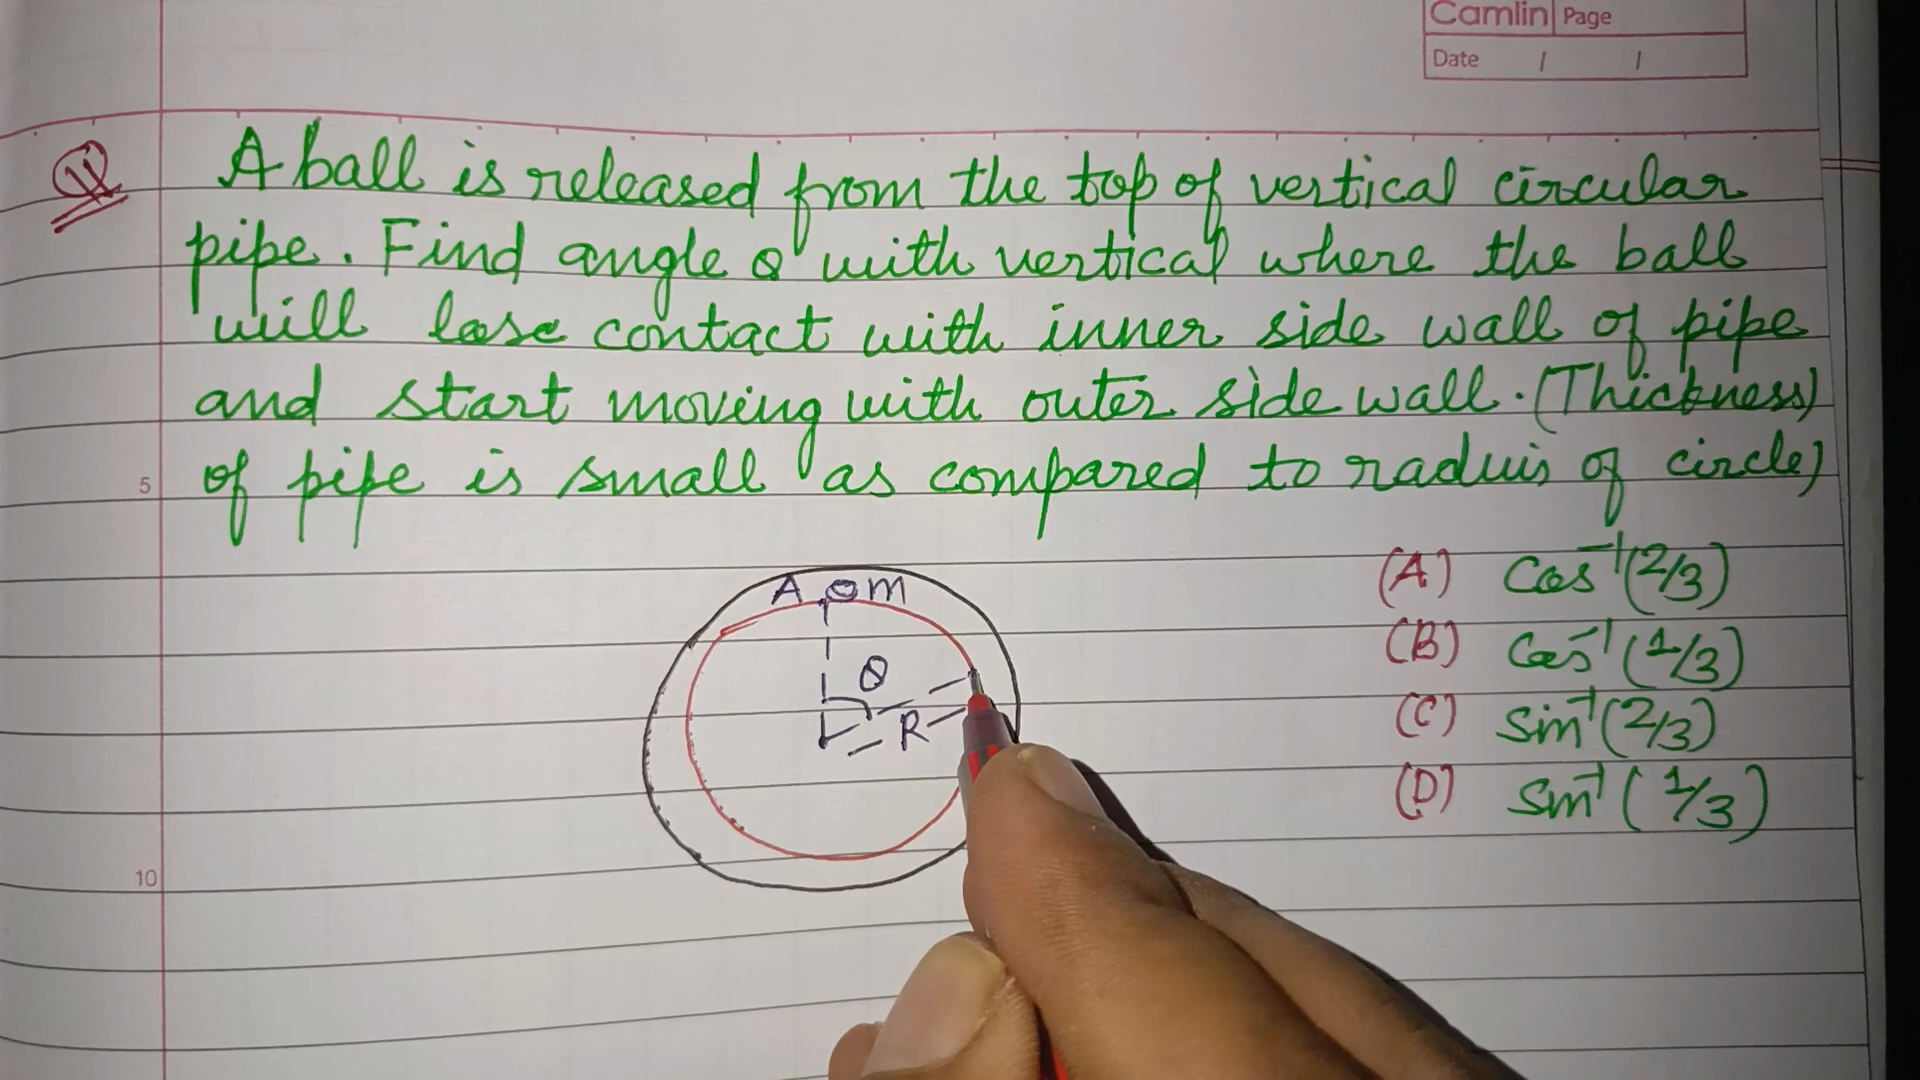 Camlin Page
Date / /
Q A ball is released from the top of vertical circular
pipe. Find angle θ with vertical where the ball
will lose contact with inner side wall of pipe
and start moving with outer side wall. (Thickness)
5 of pipe is small as compared to raduis of circle)
A m
θ
R
(A) Cos⁻¹(2/3)
(B) Cos⁻¹(1/3)
(C) Sin⁻¹(2/3)
(D) Sin⁻¹(1/3)
10